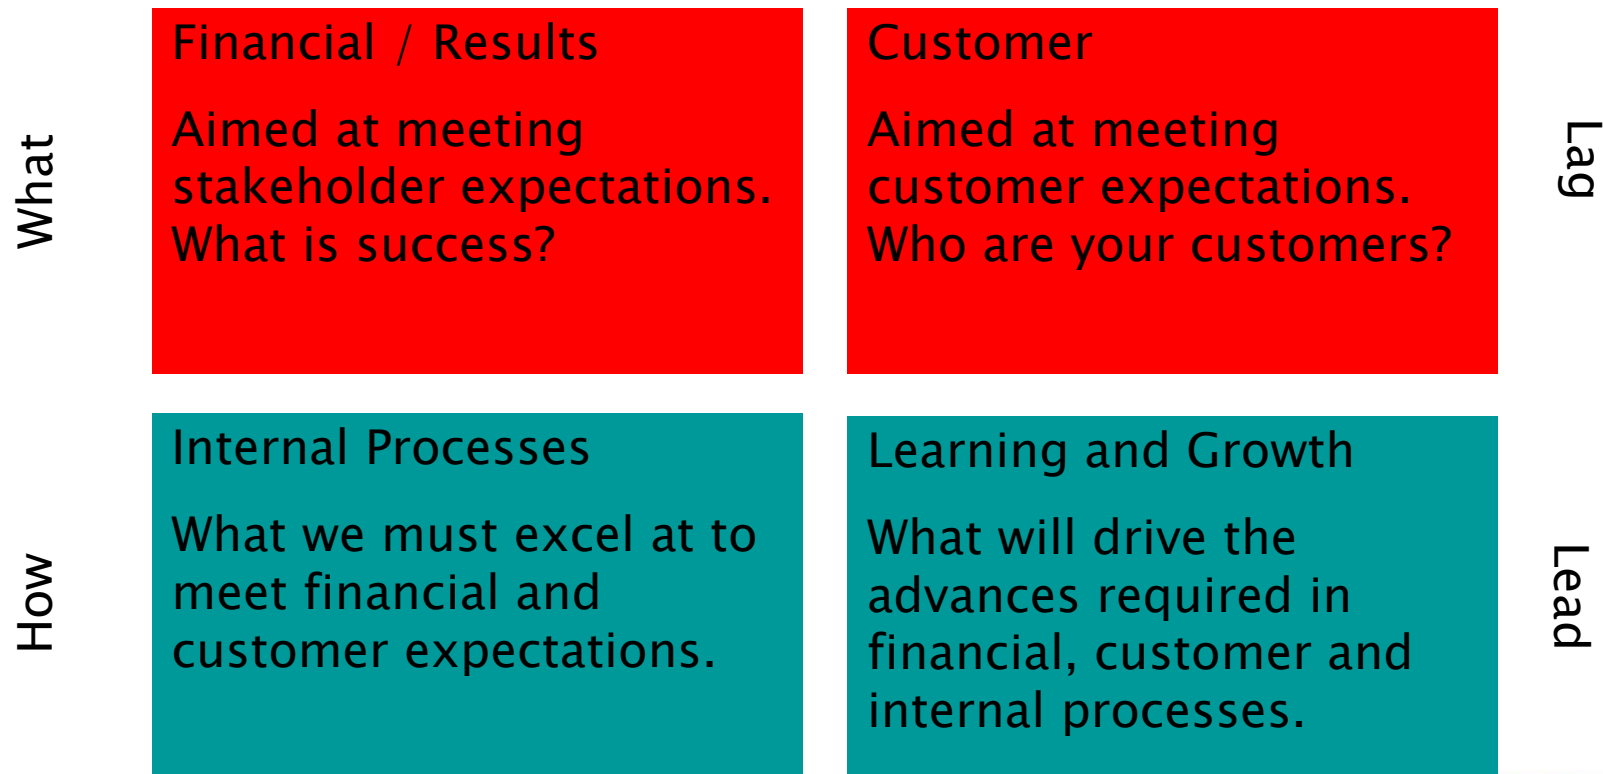 What
Financial / Results
Aimed at meeting
stakeholder expectations.
What is success?
Customer
Aimed at meeting
customer expectations.
Who are your customers?
Lag
How
Internal Processes
What we must excel at to
meet financial and
customer expectations.
Learning and Growth
What will drive the
advances required in
financial, customer and
internal processes.
Lead